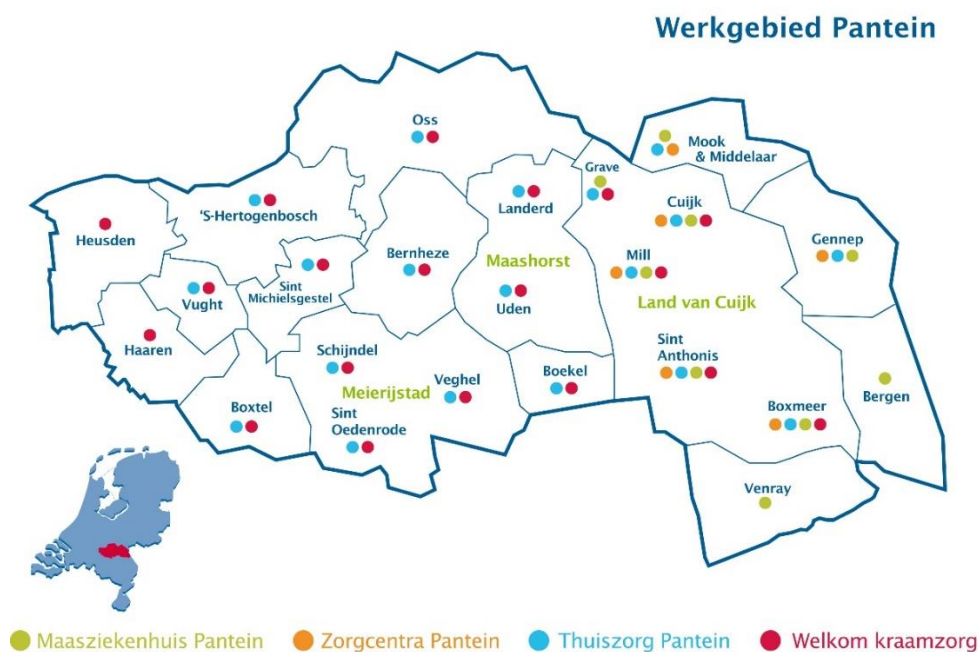 Werkgebied Pantein
Oss
Mook
& Middelaar
Grave
'S-Hertogenbosch
Landerd
Cuijk
Heusden
Bernheze
Maashorst
Mill
Gennep
Sint
Michielsgestel
Vught
Uden
Land van Cuijk
Haaren
Schijndel
Sint
Anthonis
Boekel
Veghel
Meierijstad
Bergen
Boxtel
Sint
Oedenrode
Boxmeer
Venray
Maasziekenhuis Pantein
Zorgcentra Pantein
Thuiszorg Pantein
Welkom kraamzorg